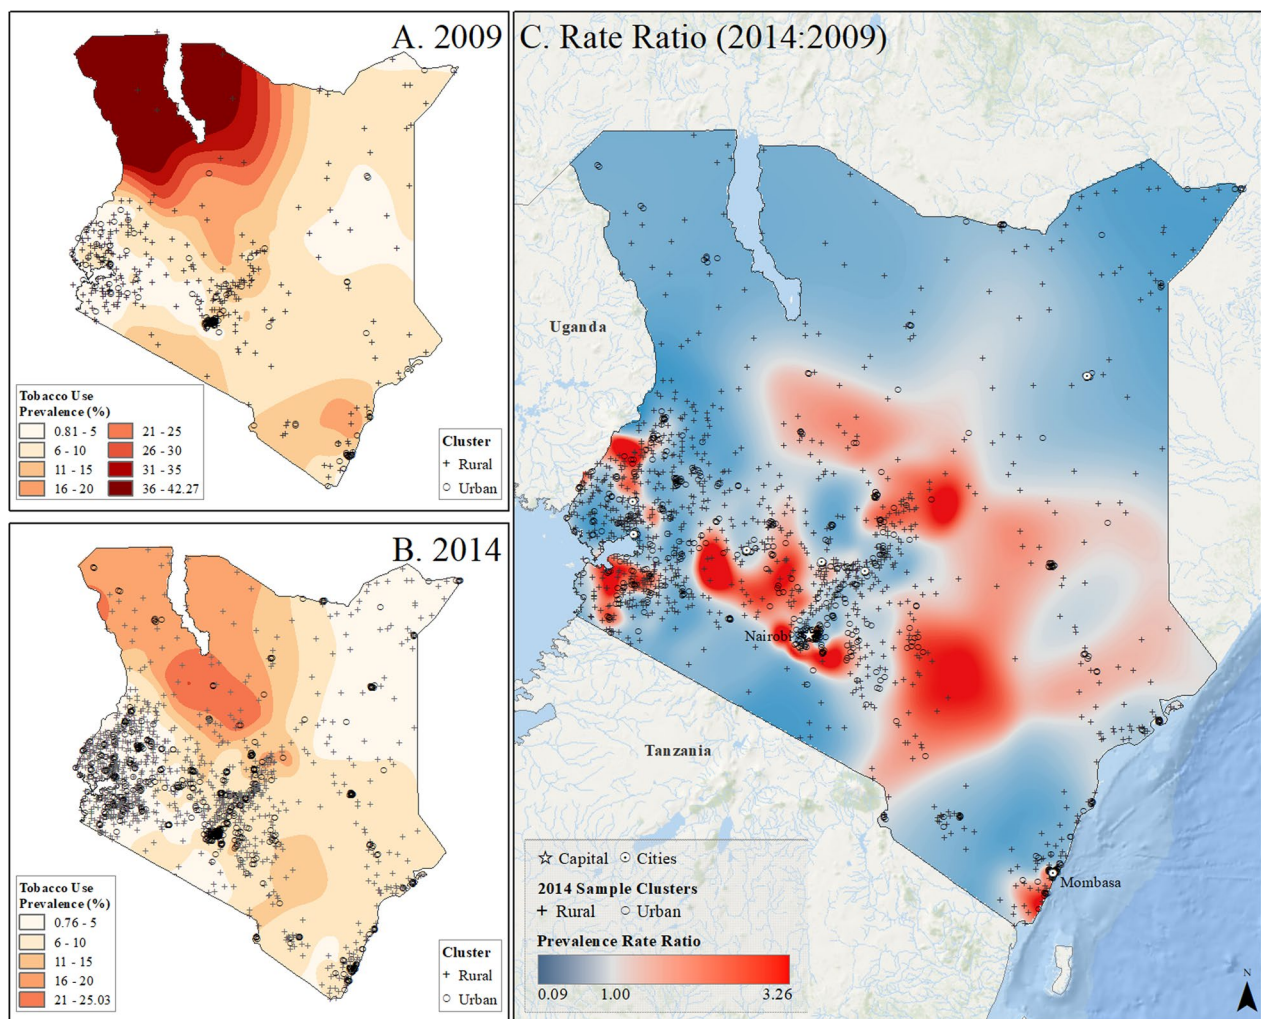 A. 2009
Tobacco Use
Prevalence (%)
0.81 - 5
6 - 10
11 - 15
16 - 20
21 - 25
26 - 30
31 - 35
36 - 42.27
Cluster
+ Rural
○ Urban
B. 2014
Tobacco Use
Prevalence (%)
0.76 - 5
6 - 10
11 - 15
16 - 20
21 - 25.03
Cluster
+ Rural
○ Urban
C. Rate Ratio (2014:2009)
Uganda
Nairobi
Tanzania
Mombasa
☆ Capital ⊙ Cities
2014 Sample Clusters
+ Rural ○ Urban
Prevalence Rate Ratio
0.09 1.00 3.26
N